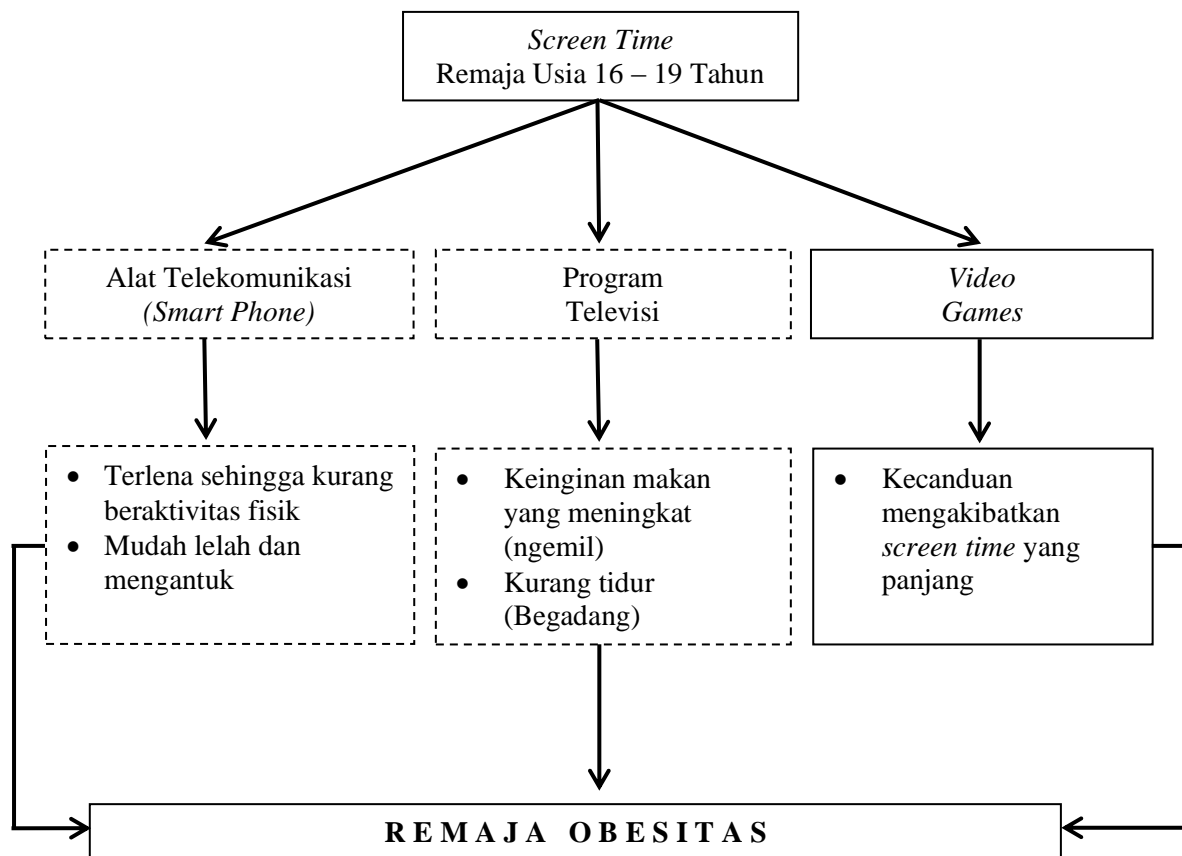 Screen Time
Remaja Usia 16 – 19 Tahun
Alat Telekomunikasi
(Smart Phone)
Program
Televisi
Video
Games
• Terlena sehingga kurang
beraktivitas fisik
• Mudah lelah dan
mengantuk
• Keinginan makan
yang meningkat
(ngemil)
• Kurang tidur
(Begadang)
• Kecanduan
mengakibatkan
screen time yang
panjang
REMAJA OBESITAS